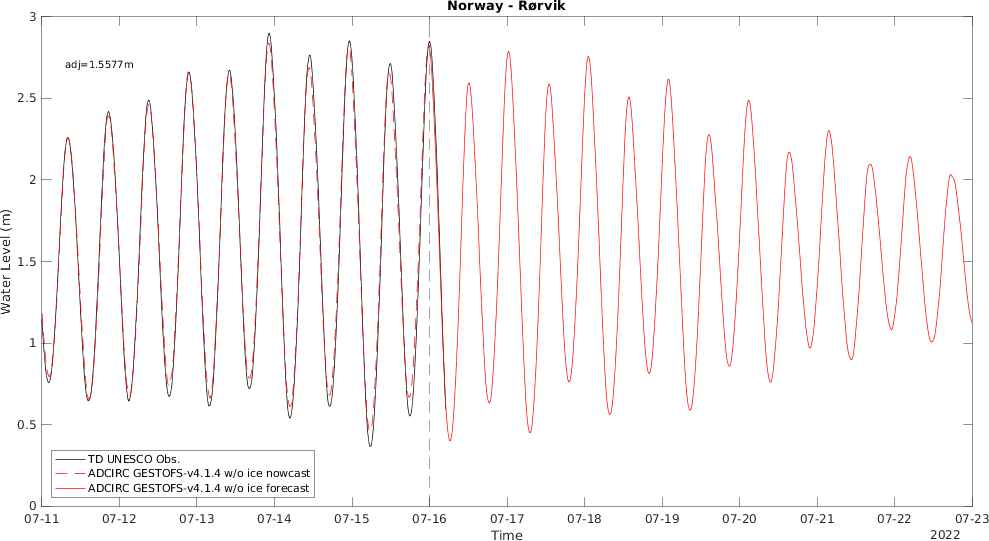 Norway - Rørvik
adj=1.5577m
3
2.5
2
1.5
1
0.5
0
Water Level (m)
TD UNESCO Obs.
ADCIRC GESTOFS-v4.1.4 w/o ice nowcast
ADCIRC GESTOFS-v4.1.4 w/o ice forecast
07-11 07-12 07-13 07-14 07-15 07-16 07-17 07-18 07-19 07-20 07-21 07-22 07-23
Time
2022